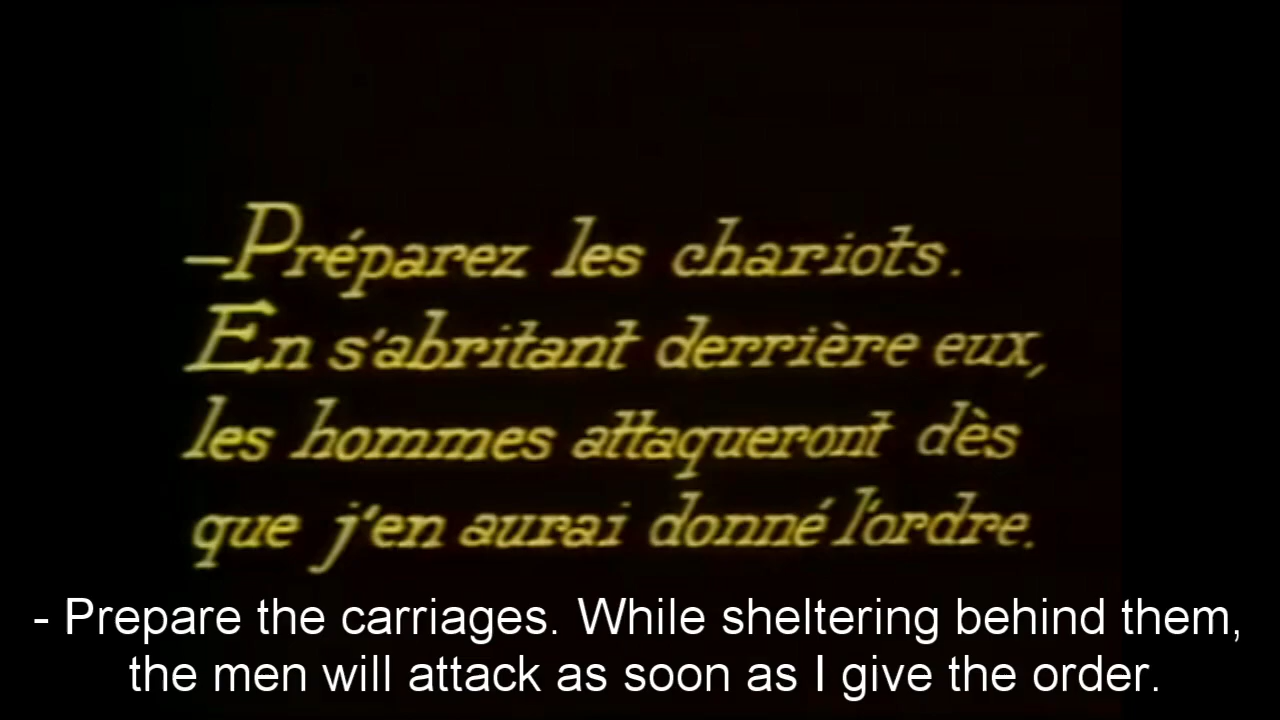 —Préparez les chariots.
En s'abritant derrière eux,
les hommes attaqueront dès
que j'en aurai donné l'ordre.
- Prepare the carriages. While sheltering behind them,
the men will attack as soon as I give the order.